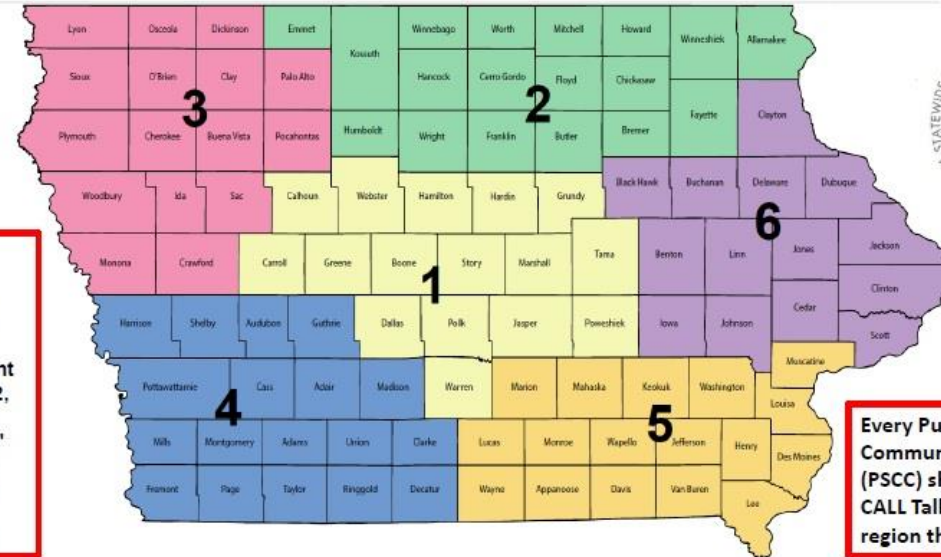 Lyon Osceola Dickinson Emmet Kossuth Winnebago Worth Mitchell Howard Winneshiek Allamakee
Sioux O'Brien Clay Palo Alto Hancock Cerro Gordo Floyd Chickasaw
3 2
Plymouth Cherokee Buena Vista Pocahontas Humboldt Wright Franklin Butler Bremer Fayette Clayton
Woodbury Ida Sac Calhoun Webster Hamilton Hardin Grundy Black Hawk Buchanan Delaware Dubuque
6
Monona Crawford Carroll Greene Boone Story Marshall Tama Benton Linn Jones Jackson
1
Clinton
Harrison Shelby Audubon Guthrie Dallas Polk Jasper Poweshiek Iowa Johnson Cedar Scott
Muscatine
Pottawattamie Cass Adair Madison Warren Marion Mahaska Keokuk Washington Louisa
4 5
Mills Montgomery Adams Union Clarke Lucas Monroe Wapello Jefferson Henry Des Moines
Fremont Page Taylor Ringgold Decatur Wayne Appanoose Davis Van Buren Lee
nt
2,
Every Pu
Commun
(PSCC)
CALL
region th